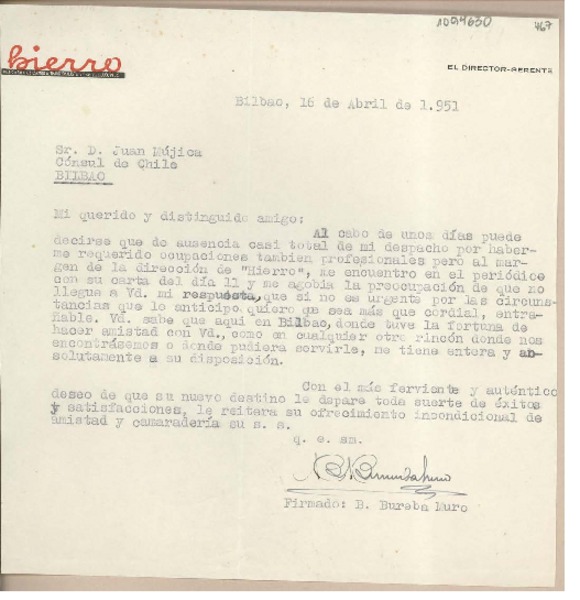 1099630
467
hierro
EL DIRECTOR-GERENTE
Bilbao, 16 de Abril de 1.951
Sr. D. Juan Mújica
Cónsul de Chile
BILBAO
Mi querido y distinguido amigo:
Al cabo de unos días puede
decirse que de ausencia casi total de mi despacho por haber-
me requerido ocupaciones tambien profesionales pero al mar-
gen de la dirección de "Hierro", me encuentro en el periódico
con su carta del día 11 y me agobia la preocupación de que no
llegue a Vd. mi respuesta, que si no es urgente por las circuns-
tancias que le anticipo, quiero que sea más que cordial, entra-
ñable. Vd. sabe que aquí en Bilbao, donde tuve la fortuna de
hacer amistad con Vd., como en cualquier otro rincón donde nos
encontrásemos o donde pudiera servirle, me tiene entera y ab-
solutamente a su disposición.
Con el más ferviente y auténtico
deseo de que su nuevo destino le depare toda suerte de éxitos
y satisfacciones, le reitera su ofrecimiento incondicional de
amistad y camaradería su s. s.
q. e. sm.
Firmado: B. Bureba Muro